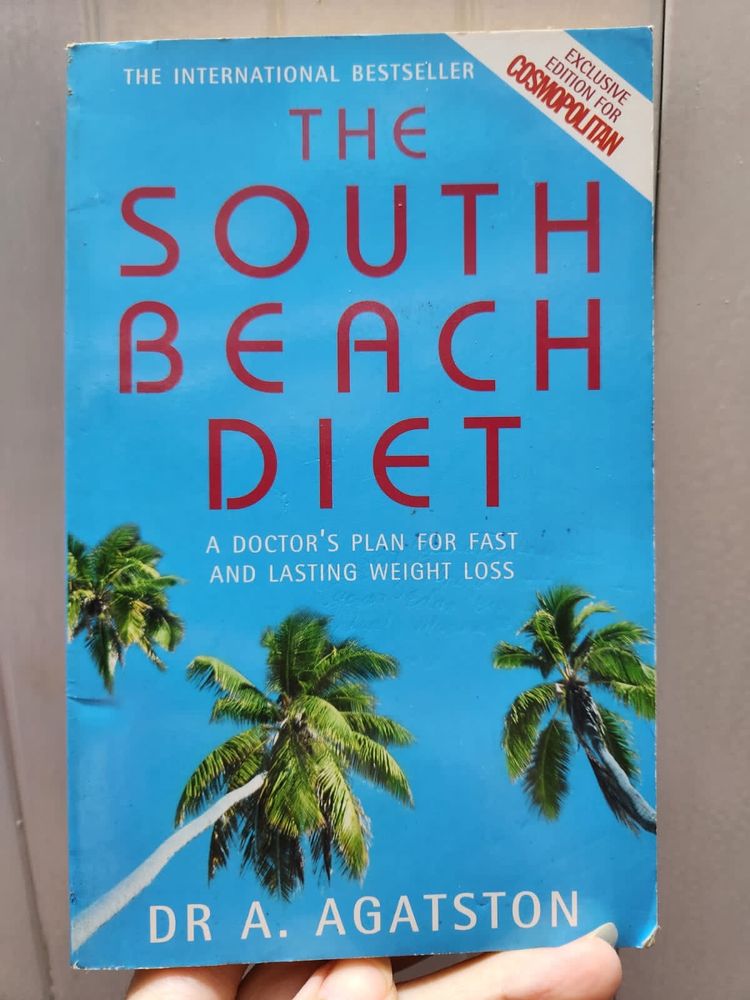 THE INTERNATIONAL BESTSELLER
EXCLUSIVE
EDITION FOR
COSMOPOLITAN
THE
SOUTH
BEACH
DIET
A DOCTOR'S PLAN FOR FAST
AND LASTING WEIGHT LOSS
DR A. AGATSTON